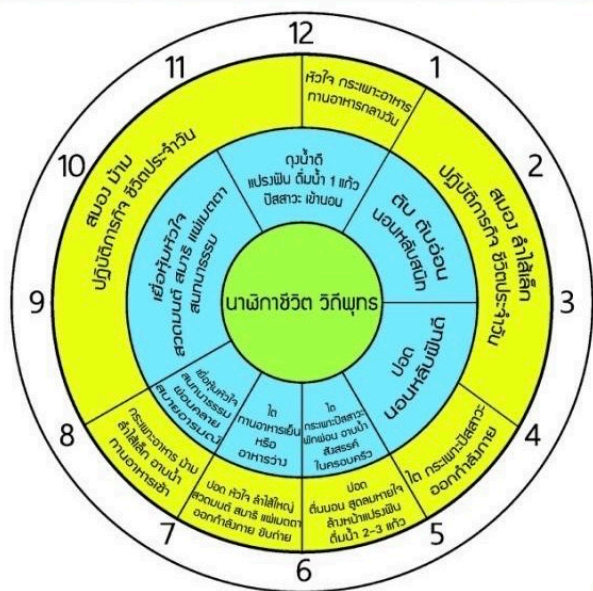 12
1
2
3
4
5
6
7
8
9
10
11
หัวใจ กระเพาะอาหาร
ทานอาหารกลางวัน
สมอง ลำไส้เล็ก
ปฏิบัติภารกิจ ชีวิตประจำวัน
ไต กระเพาะปัสสาวะ
ออกกำลังกาย
ปอด
ตื่นนอน สูดลมหายใจ
ล้างหน้าแปรงฟัน
ดื่มน้ำ 2-3 แก้ว
ปอด หัวใจ ลำไส้ใหญ่
สวดมนต์ สมาธิ แผ่เมตตา
ออกกำลังกาย ขับถ่าย
กระเพาะอาหาร ม้าม
ลำไส้เล็ก อาบน้ำ
ทานอาหารเช้า
สมอง ม้าม
ปฏิบัติภารกิจ ชีวิตประจำวัน
ถุงน้ำดี
แปรงฟัน ดื่มน้ำ 1 แก้ว
ปัสสาวะ เข้านอน
ตับ ตับอ่อน
นอนหลับสนิท
ปอด
นอนหลับฝันดี
ไต
กระเพาะปัสสาวะ
พักผ่อน อาบน้ำ
สังสรรค์
ในครอบครัว
ไต
ทานอาหารเย็น
หรือ
อาหารว่าง
เยื่อหุ้มหัวใจ
สนทนาธรรม
ผ่อนคลาย
สบายอารมณ์
เยื่อหุ้มหัวใจ
สวดมนต์ สมาธิ แผ่เมตตา
สนทนาธรรม
นาฬิกาชีวิต วิถีพุทธ